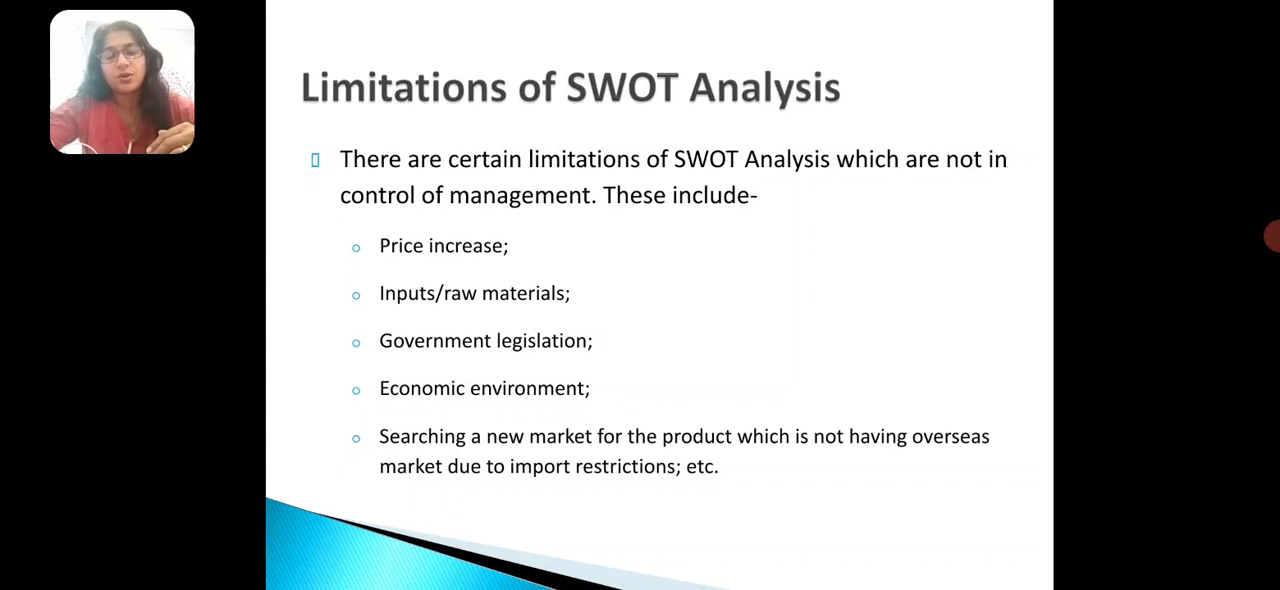 Limitations of SWOT Analysis
There are certain limitations of SWOT Analysis which are not in
control of management. These include-
Price increase;
Inputs/raw materials;
Government legislation;
Economic environment;
Searching a new market for the product which is not having overseas
market due to import restrictions; etc.